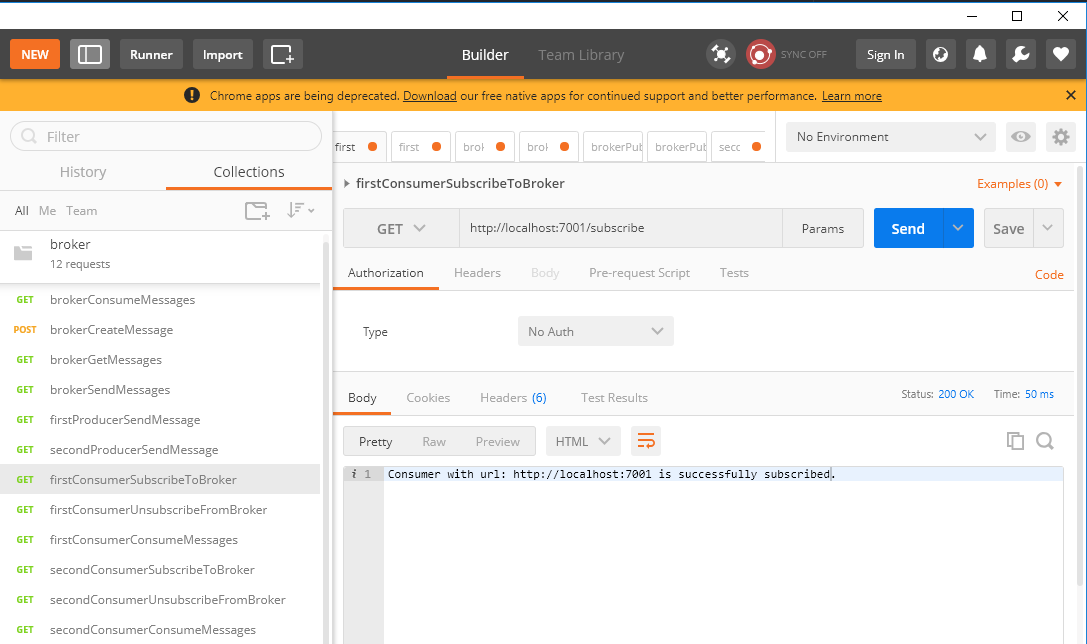 NEW Runner Import Builder Team Library SYNC OFF Sign In
Chrome apps are being deprecated. Download our free native apps for continued support and better performance. Learn more
Filter
History Collections
All Me Team
broker
12 requests
GET brokerConsumeMessages
POST brokerCreateMessage
GET brokerGetMessages
GET brokerSendMessages
GET firstProducerSendMessage
GET secondProducerSendMessage
GET firstConsumerSubscribeToBroker
GET firstConsumerUnsubscribeFromBroker
GET firstConsumerConsumeMessages
GET secondConsumerSubscribeToBroker
GET secondConsumerUnsubscribeFromBroker
GET secondConsumerConsumeMessages
first first brok brok brokerPub brokerPub secc No Environment
firstConsumerSubscribeToBroker Examples (0)
GET http://localhost:7001/subscribe Params Send Save
Authorization Headers Body Pre-request Script Tests Code
Type No Auth
Body Cookies Headers (6) Test Results Status: 200 OK Time: 50 ms
Pretty Raw Preview HTML
i 1 Consumer with url: http://localhost:7001 is successfully subscribed.